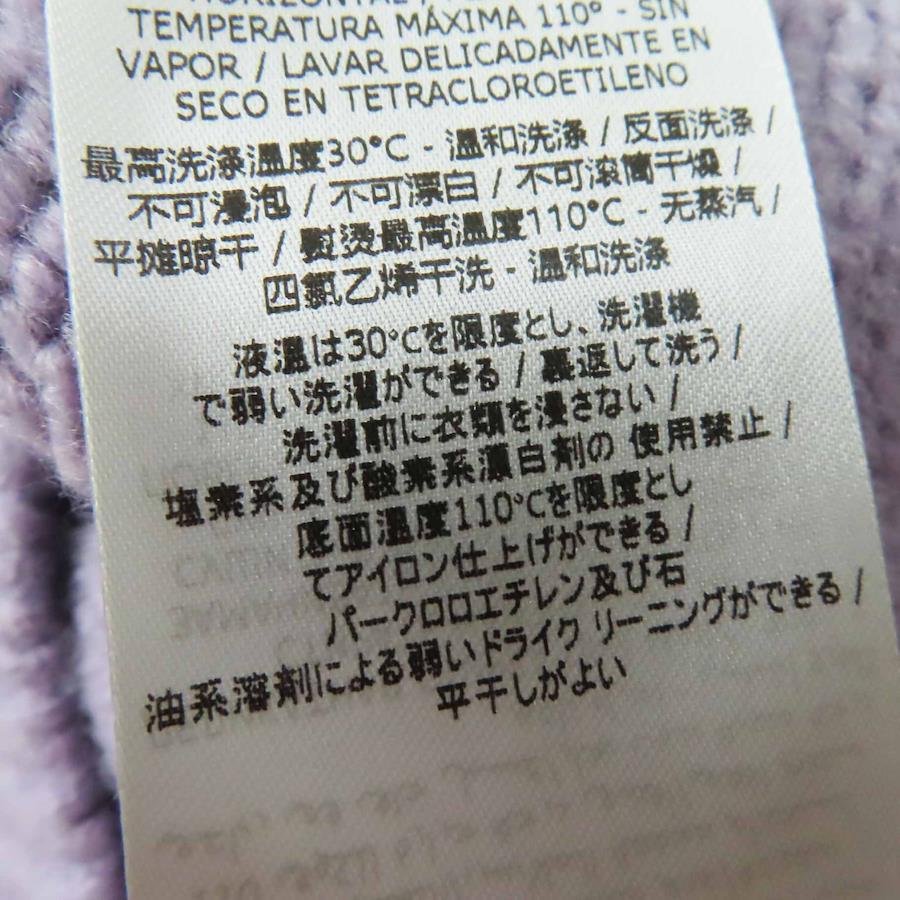 TEMPERATURA MÁXIMA 110° - SIN
VAPOR / LAVAR DELICADAMENTE EN
SECO EN TETRACLOROETILENO
最高洗涤温度30°C - 温和洗涤 / 反面洗涤 /
不可浸泡 / 不可漂白 / 不可滚筒干燥 /
平摊晾干 / 熨烫最高温度110°C - 无蒸汽 /
四氯乙烯干洗 - 温和洗涤
液温は30℃を限度とし、洗濯機
で弱い洗濯ができる / 裏返して洗う /
洗濯前に衣類を浸さない /
塩素系及び酸素系漂白剤の 使用禁止 /
底面温度110℃を限度とし
てアイロン仕上げができる /
パークロロエチレン及び石
油系溶剤による弱いドライク リーニングができる /
平干しがよい